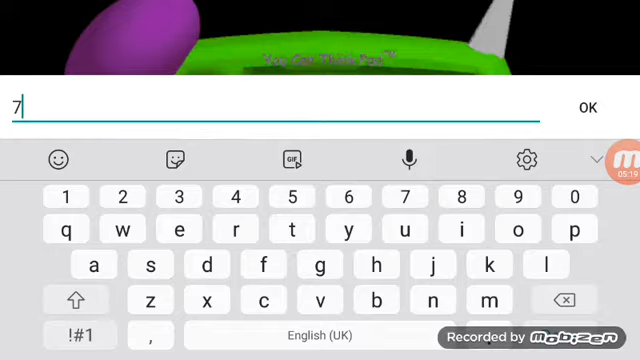 You Can Think Pad™
7
OK
GIF
05:19
1 2 3 4 5 6 7 8 9 0
q w e r t y u i o p
a s d f g h j k l
z x c v b n m
!#1 , English (UK)
Recorded by MOBIZEN